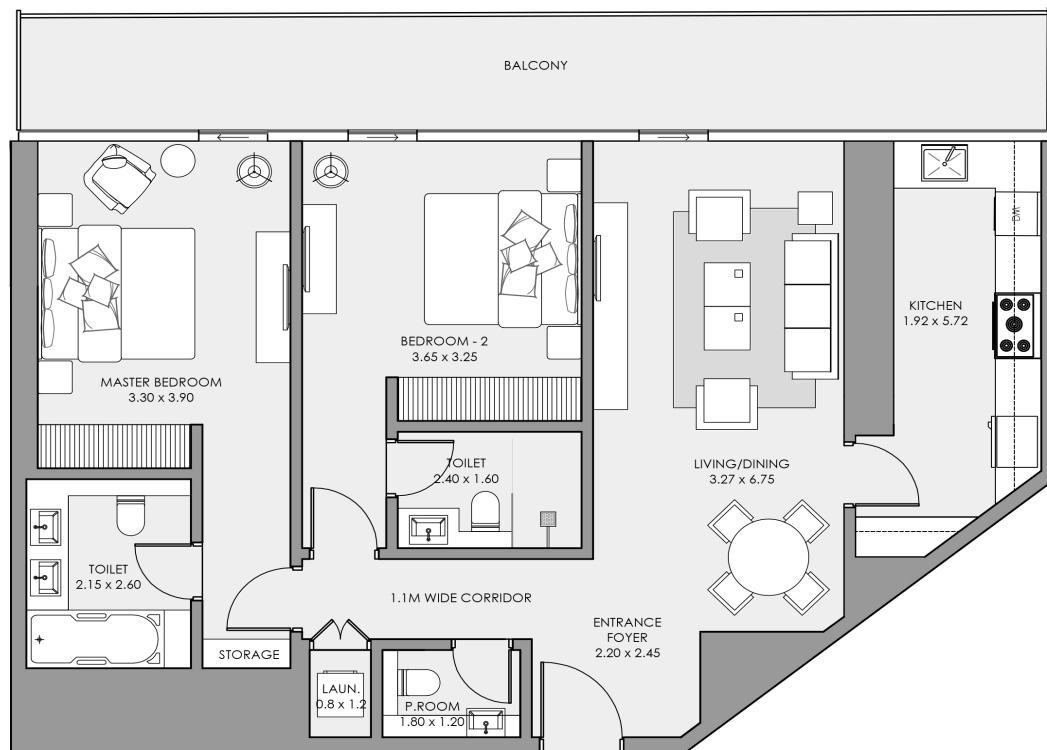 BALCONY
MASTER BEDROOM
3.30 x 3.90
BEDROOM - 2
3.65 x 3.25
KITCHEN
1.92 x 5.72
DW
TOILET
2.40 x 1.60
LIVING/DINING
3.27 x 6.75
TOILET
2.15 x 2.60
1.1M WIDE CORRIDOR
ENTRANCE
FOYER
2.20 x 2.45
STORAGE
LAUN.
0.8 x 1.2
P.ROOM
1.80 x 1.20